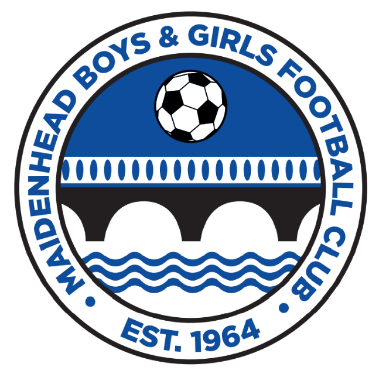 MAIDENHEAD BOYS & GIRLS FOOTBALL CLUB
EST. 1964